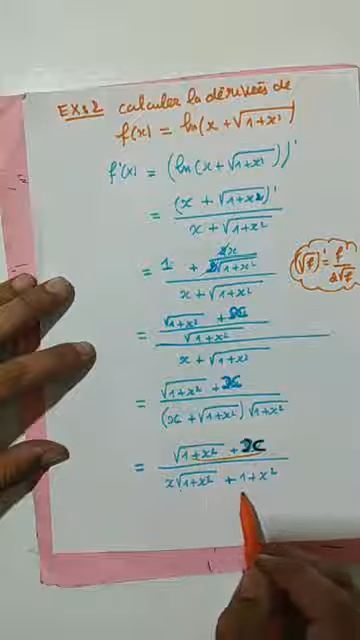 EX:2 calculer la dérivées de
f(x) = ln(x + √1+x²)
f'(x) = (ln(x + √1+x²))'
= (x + √1+x²)' / x + √1+x²
= 1 + 2x / 2√1+x² / x + √1+x²
(√f)' = f' / 2√f
= √1+x² + x / √1+x² / x + √1+x²
= √1+x² + x / (x + √1+x²) √1+x²
= √1+x² + x / x√1+x² + 1+x²